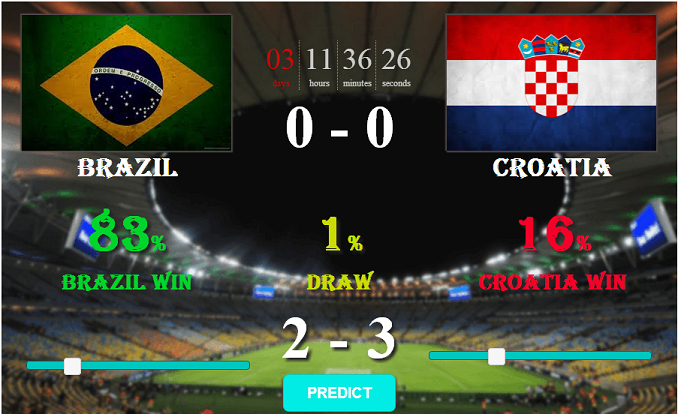 ORDEM E PROGRESSO
03 11 36 26
days hours minutes seconds
0 - 0
BRAZIL
CROATIA
83% 1% 16%
BRAZIL WIN DRAW CROATIA WIN
2 - 3
PREDICT